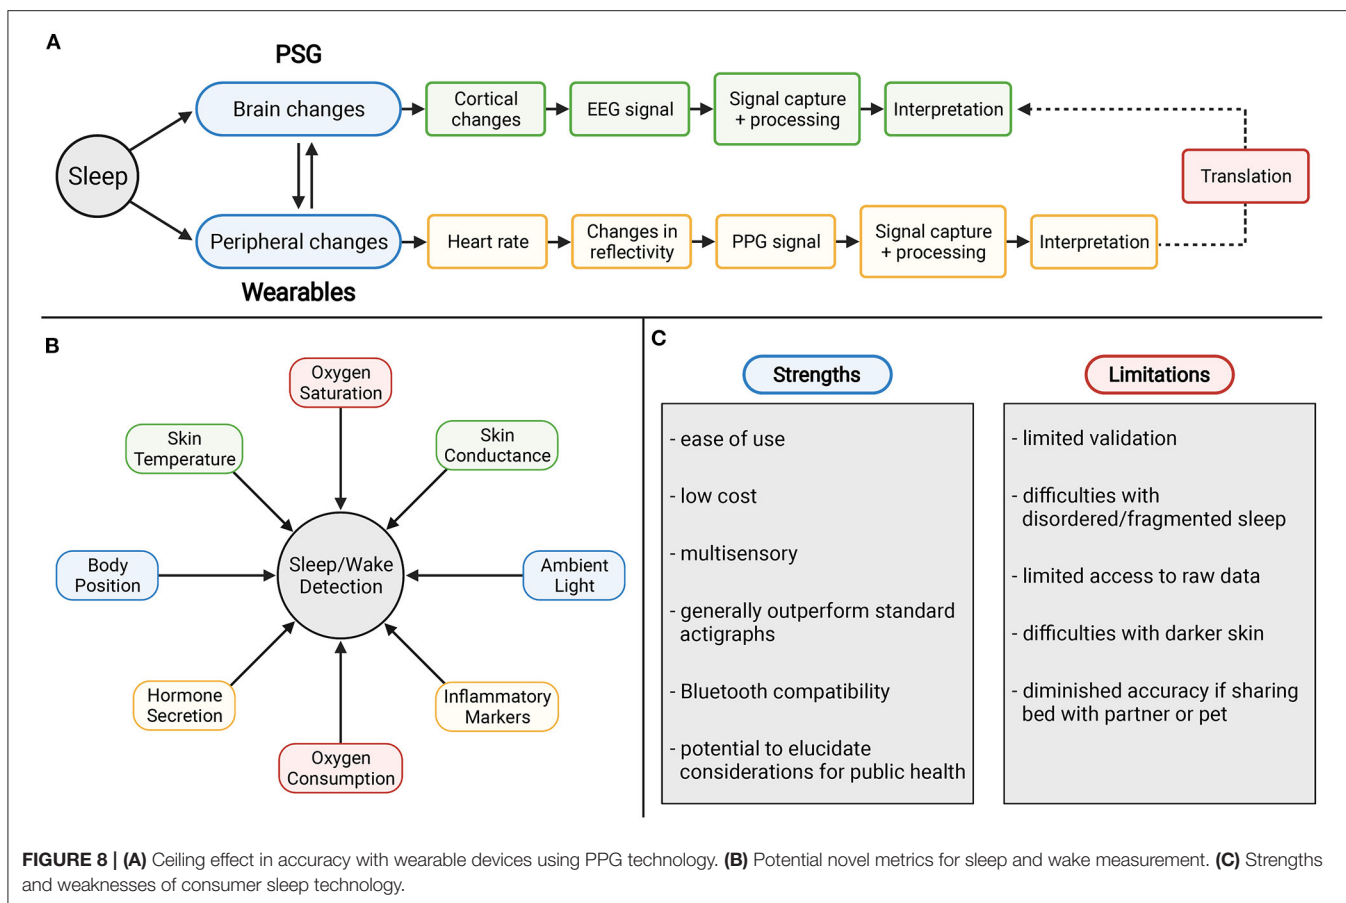 A
PSG
Brain changes
Cortical
changes
EEG signal
Signal capture
+ processing
Interpretation
Sleep
Translation
Peripheral changes
Heart rate
Changes in
reflectivity
PPG signal
Signal capture
+ processing
Interpretation
Wearables
B
Oxygen
Saturation
Skin
Temperature
Skin
Conductance
Body
Position
Sleep/Wake
Detection
Ambient
Light
Hormone
Secretion
Inflammatory
Markers
Oxygen
Consumption
C
Strengths
- ease of use
- low cost
- multisensory
- generally outperform standard
actigraphs
- Bluetooth compatibility
- potential to elucidate
considerations for public health
Limitations
- limited validation
- difficulties with
disordered/fragmented sleep
- limited access to raw data
- difficulties with darker skin
- diminished accuracy if sharing
bed with partner or pet
FIGURE 8 | (A) Ceiling effect in accuracy with wearable devices using PPG technology. (B) Potential novel metrics for sleep and wake measurement. (C) Strengths
and weaknesses of consumer sleep technology.